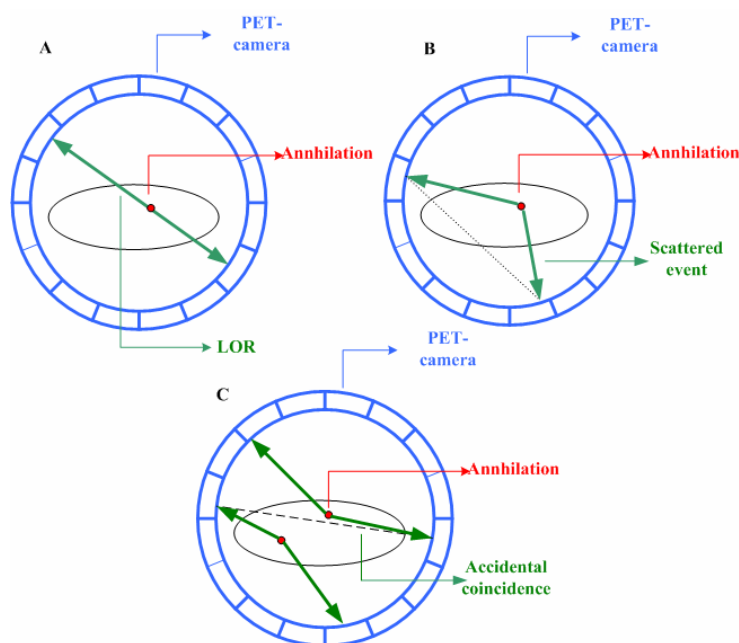 A
PET-
camera
Annhilation
LOR
B
PET-
camera
Annhilation
Scattered
event
C
PET-
camera
Annhilation
Accidental
coincidence